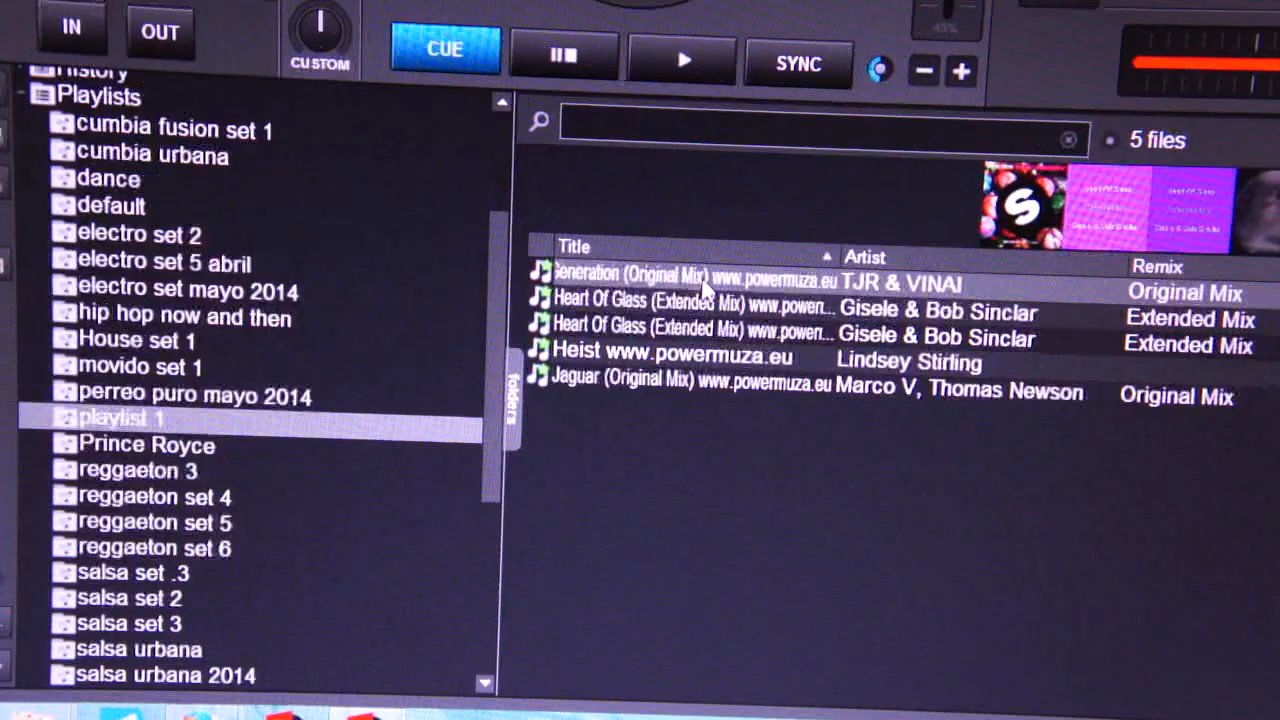 IN
OUT
CUSTOM
CUE
SYNC
45%
History
Playlists
cumbia fusion set 1
cumbia urbana
dance
default
electro set 2
electro set 5 abril
electro set mayo 2014
hip hop now and then
House set 1
movido set 1
perreo puro mayo 2014
playlist 1
Prince Royce
reggaeton 3
reggaeton set 4
reggaeton set 5
reggaeton set 6
salsa set .3
salsa set 2
salsa set 3
salsa urbana
salsa urbana 2014
folders
5 files
Title Artist Remix
Generation (Original Mix) www.powermuza.eu TJR & VINAI Original Mix
Heart Of Glass (Extended Mix) www.powen... Gisele & Bob Sinclar Extended Mix
Heart Of Glass (Extended Mix) www.powen... Gisele & Bob Sinclar Extended Mix
Heist www.powermuza.eu Lindsey Stirling
Jaguar (Original Mix) www.powermuza.eu Marco V, Thomas Newson Original Mix